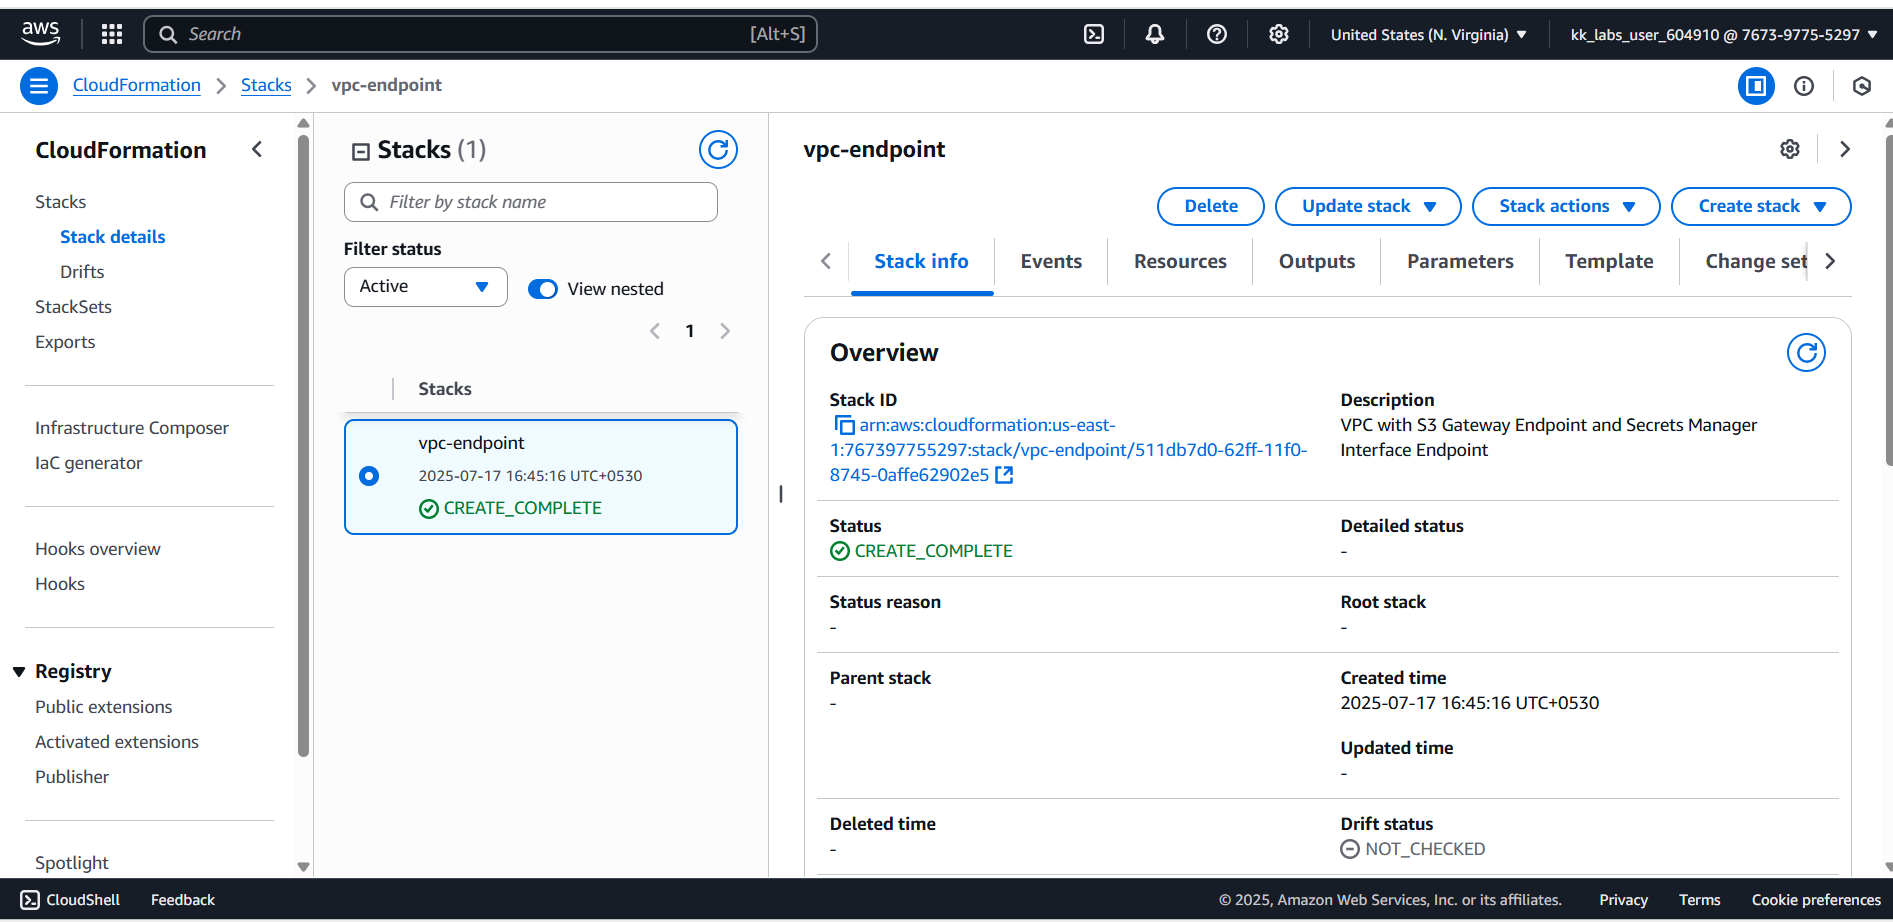 aws
Search
[Alt+S]
United States (N. Virginia)
kk_labs_user_604910 @ 7673-9775-5297
CloudFormation
Stacks
vpc-endpoint
CloudFormation
Stacks
Stack details
Drifts
StackSets
Exports
Infrastructure Composer
IaC generator
Hooks overview
Hooks
Registry
Public extensions
Activated extensions
Publisher
Spotlight
Stacks (1)
Filter by stack name
Filter status
Active
View nested
1
Stacks
vpc-endpoint
2025-07-17 16:45:16 UTC+0530
CREATE_COMPLETE
vpc-endpoint
Delete
Update stack
Stack actions
Create stack
Stack info
Events
Resources
Outputs
Parameters
Template
Change set
Overview
Stack ID
arn:aws:cloudformation:us-east-
1:767397755297:stack/vpc-endpoint/511db7d0-62ff-11f0-
8745-0affe62902e5
Description
VPC with S3 Gateway Endpoint and Secrets Manager
Interface Endpoint
Status
CREATE_COMPLETE
Detailed status
-
Status reason
-
Root stack
-
Parent stack
-
Created time
2025-07-17 16:45:16 UTC+0530
Updated time
-
Deleted time
-
Drift status
NOT_CHECKED
CloudShell
Feedback
© 2025, Amazon Web Services, Inc. or its affiliates.
Privacy
Terms
Cookie preferences